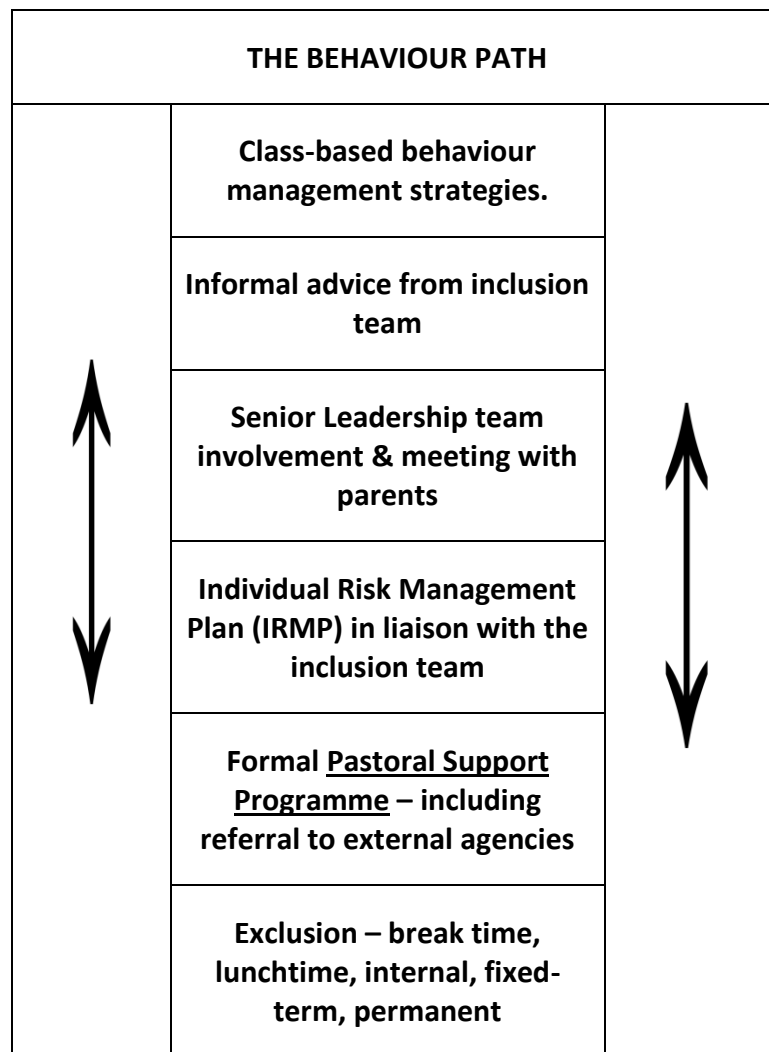 THE BEHAVIOUR PATH
Class-based behaviour
management strategies.
Informal advice from inclusion
team
Senior Leadership team
involvement & meeting with
parents
Individual Risk Management
Plan (IRMP) in liaison with the
inclusion team
Formal Pastoral Support
Programme – including
referral to external agencies
Exclusion – break time,
lunchtime, internal, fixed-
term, permanent